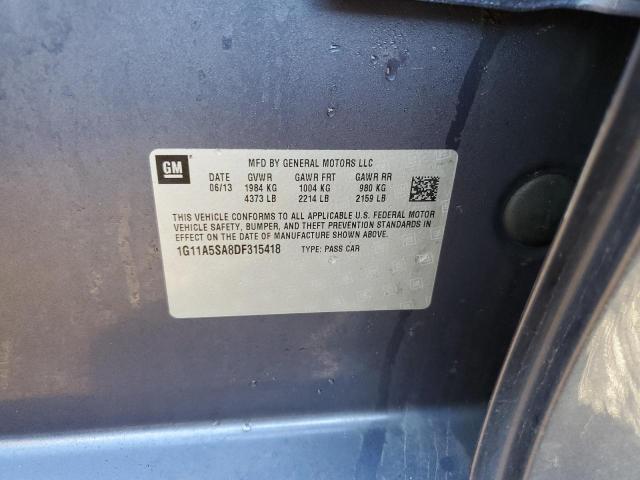 GM
MFD BY GENERAL MOTORS LLC
DATE GVWR GAWR FRT GAWR RR
06/13 1984 KG 1004 KG 980 KG
4373 LB 2214 LB 2159 LB
THIS VEHICLE CONFORMS TO ALL APPLICABLE U.S. FEDERAL MOTOR
VEHICLE SAFETY, BUMPER, AND THEFT PREVENTION STANDARDS IN
EFFECT ON THE DATE OF MANUFACTURE SHOWN ABOVE.
1G11A5SA8DF315418 TYPE: PASS CAR